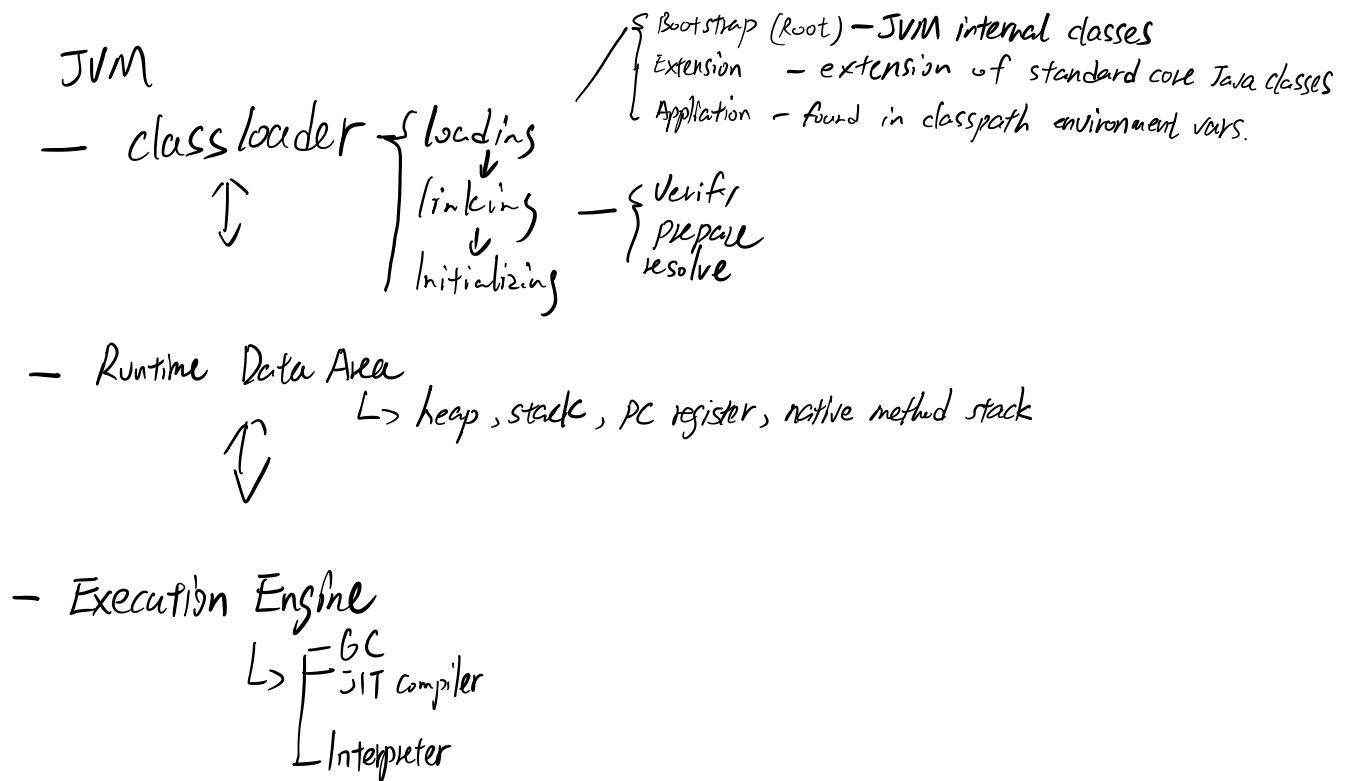 JVM
Bootstrap (Root) – JVM internal classes
Extension – extension of standard core Java classes
Application – found in classpath environment vars.
– classloader
loading
linking
Initializing
– Verify
prepare
resolve
– Runtime Data Area
heap, stack, PC register, native method stack
– Execution Engine
GC
JIT compiler
Interpreter